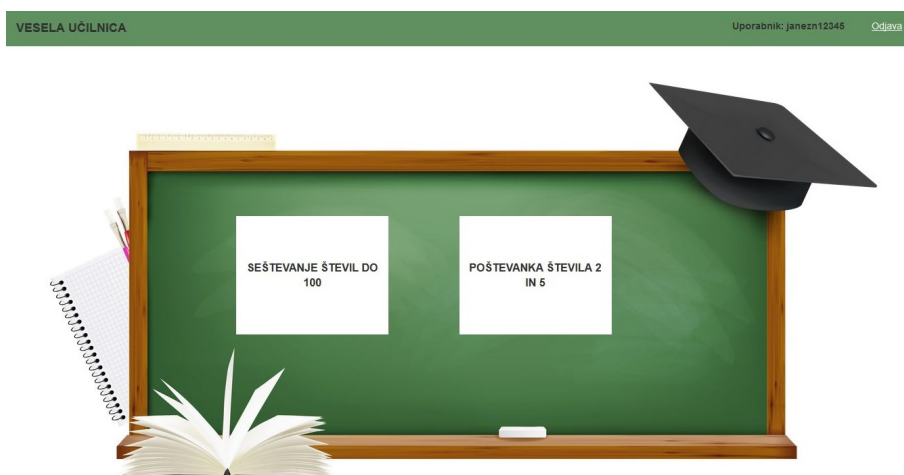 VESELA UČILNICA
Uporabnik: janezn12345
Odjava
SEŠTEVANJE ŠTEVIL DO
100
POŠTEVANKA ŠTEVILA 2
IN 5